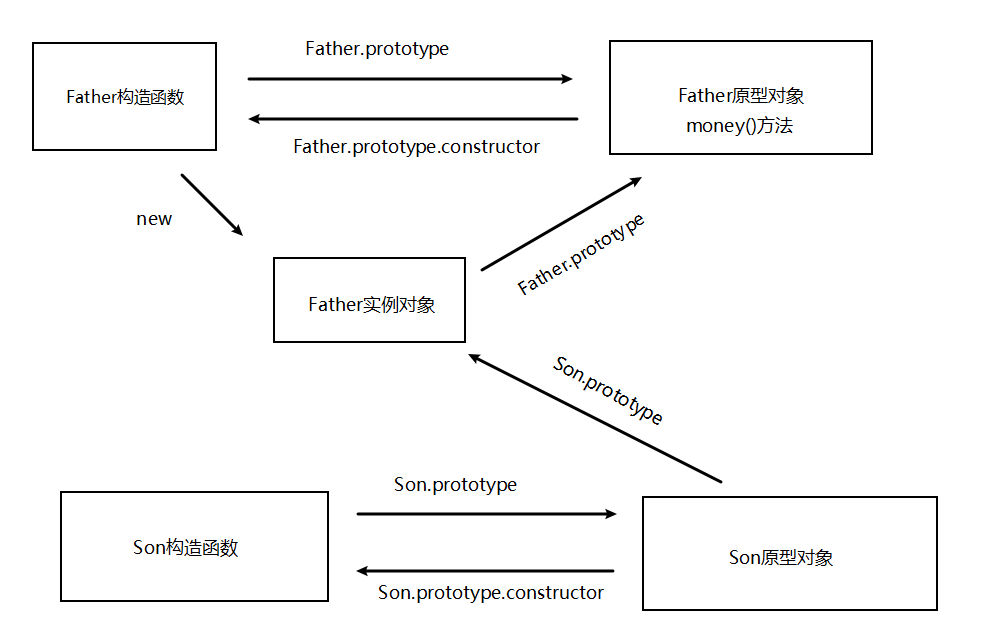 Father.prototype
Father构造函数
Father原型对象
money()方法
Father.prototype.constructor
new
Father.prototype
Father实例对象
Son.prototype
Son.prototype
Son构造函数
Son原型对象
Son.prototype.constructor